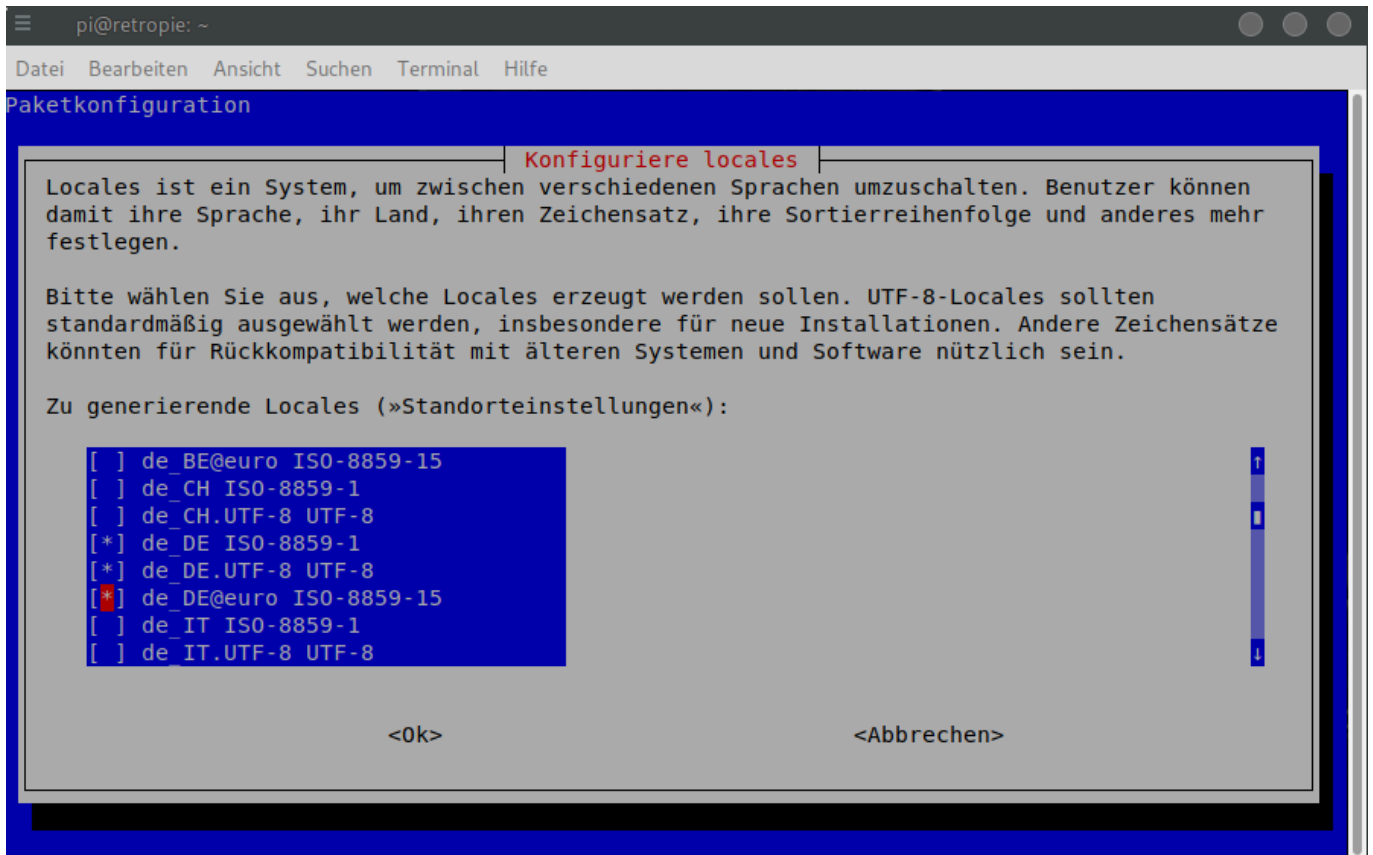 pi@retropie: ~
Datei Bearbeiten Ansicht Suchen Terminal Hilfe
Paketkonfiguration
Konfiguriere locales
Locales ist ein System, um zwischen verschiedenen Sprachen umzuschalten. Benutzer können
damit ihre Sprache, ihr Land, ihren Zeichensatz, ihre Sortierreihenfolge und anderes mehr
festlegen.
Bitte wählen Sie aus, welche Locales erzeugt werden sollen. UTF-8-Locales sollten
standardmäßig ausgewählt werden, insbesondere für neue Installationen. Andere Zeichensätze
könnten für Rückkompatibilität mit älteren Systemen und Software nützlich sein.
Zu generierende Locales (»Standorteinstellungen«):
[ ] de_BE@euro ISO-8859-15
[ ] de_CH ISO-8859-1
[ ] de_CH.UTF-8 UTF-8
[*] de_DE ISO-8859-1
[*] de_DE.UTF-8 UTF-8
[*] de_DE@euro ISO-8859-15
[ ] de_IT ISO-8859-1
[ ] de_IT.UTF-8 UTF-8
<Ok> <Abbrechen>